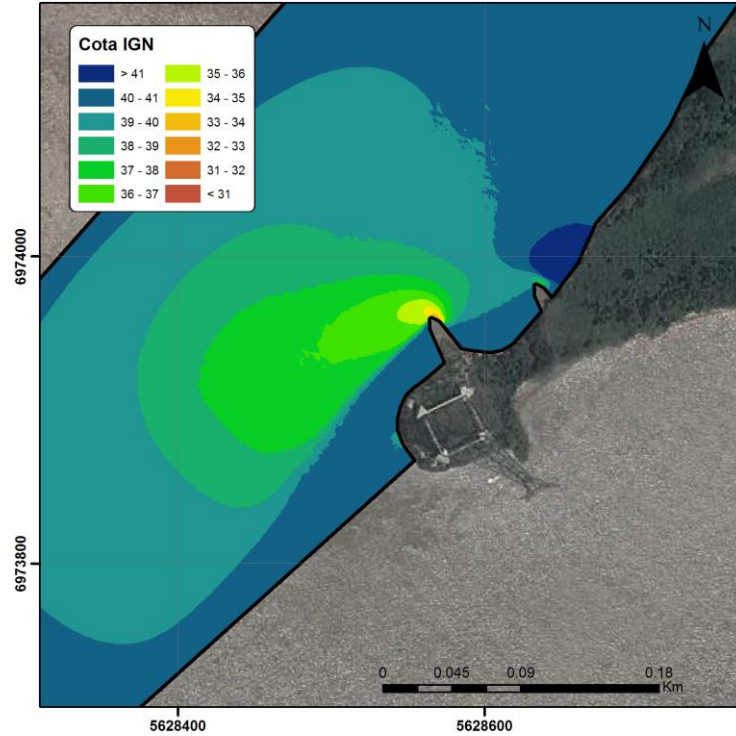 N
Cota IGN
> 41 35 - 36
40 - 41 34 - 35
39 - 40 33 - 34
38 - 39 32 - 33
37 - 38 31 - 32
36 - 37 < 31
6974000
6973800
0 0.045 0.09 0.18
Km
5628400 5628600